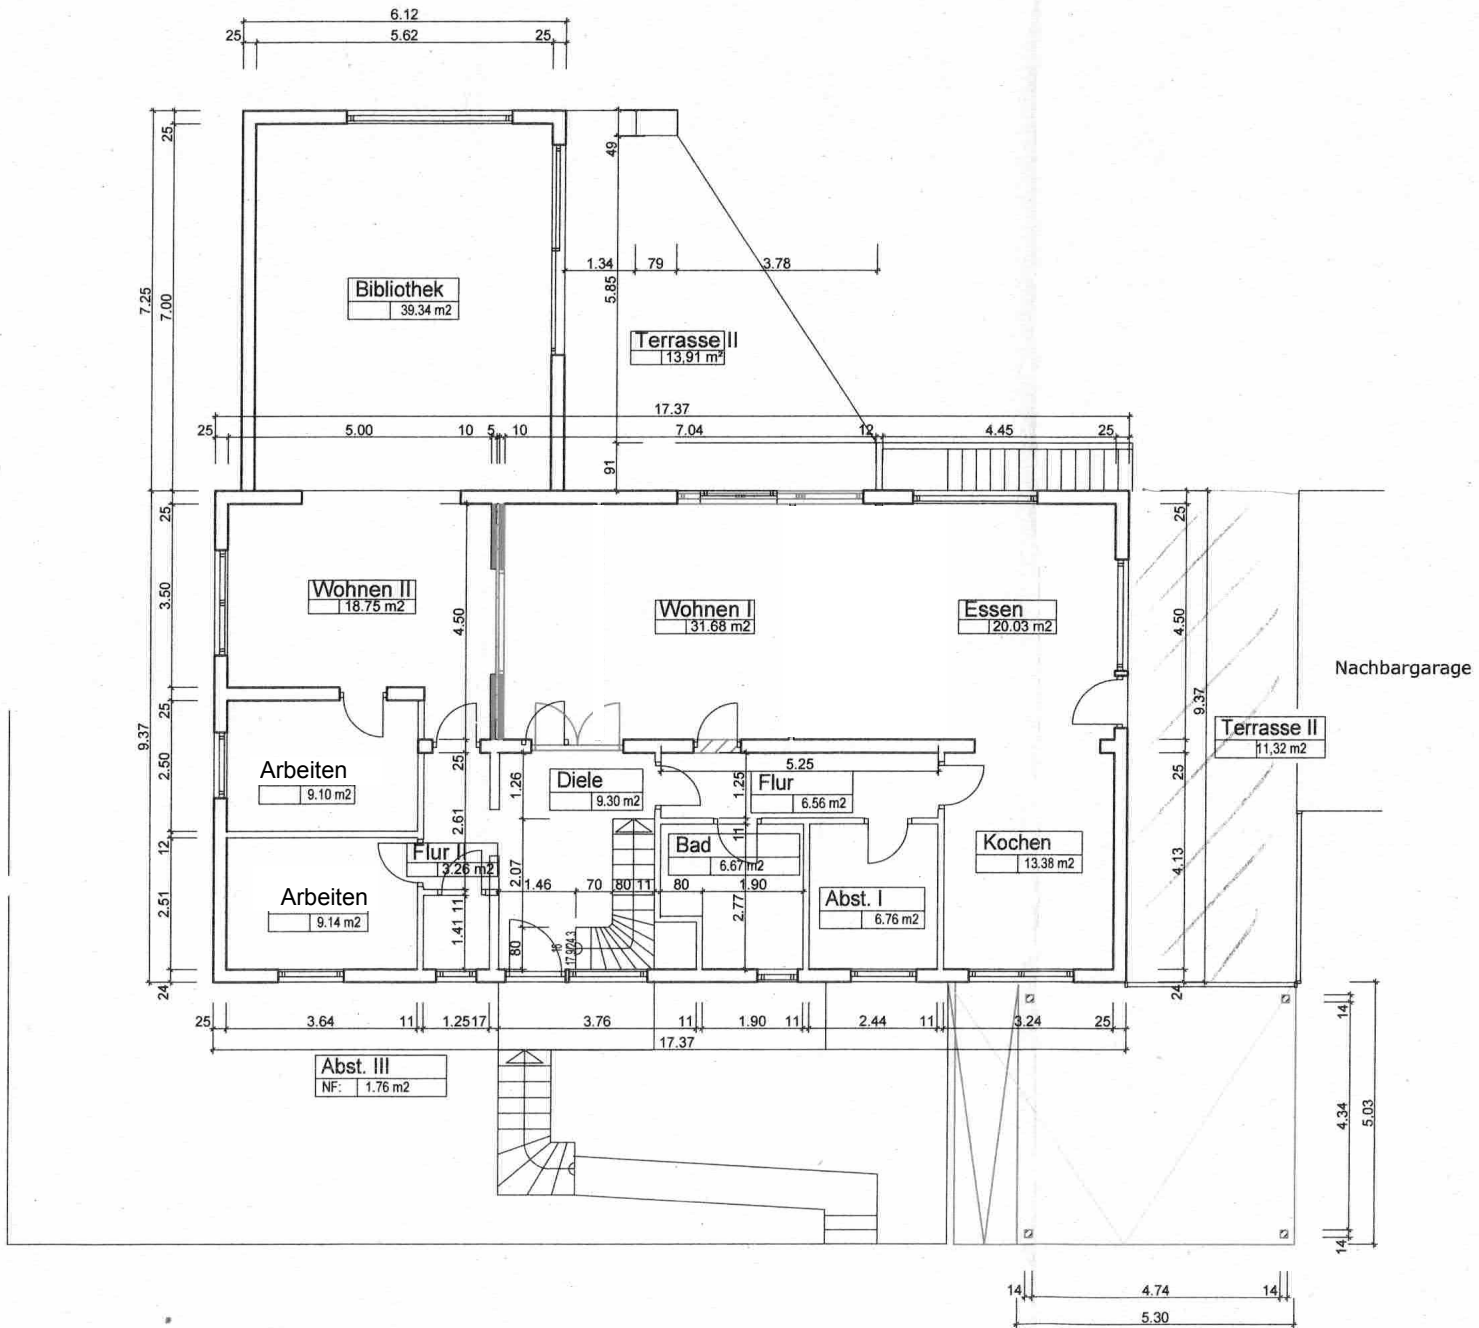 6.12
25 5.62 25
25
49
1.34 79 3.78
7.25
7.00
5.85
Bibliothek
39.34 m2
Terrasse II
13,91 m²
17.37
25 5.00 10 5 10 7.04 12 4.45 25
91
25
3.50
4.50
Wohnen II
18.75 m2
Wohnen I
31.68 m2
Essen
20.03 m2
25
4.50
9.37
Nachbargarage
Terrasse II
11,32 m2
9.37
25
2.50
Arbeiten
9.10 m2
25
2.61
1.26
Diele
9.30 m2
5.25
1.25
Flur
6.56 m2
25
4.13
11
12
2.51
Flur II
3.26 m2
2.07
Bad
6.67 m2
Kochen
13.38 m2
Arbeiten
9.14 m2
1.46 70 80 11 80 1.90
2.77
Abst. I
6.76 m2
11
1.41
80
16
17.9/24.3
24
24
25 3.64 11 1.25 17 3.76 11 1.90 11 2.44 11 3.24 25
17.37
Abst. III
NF: 1.76 m2
14
4.34
5.03
14
14 4.74 14
5.30